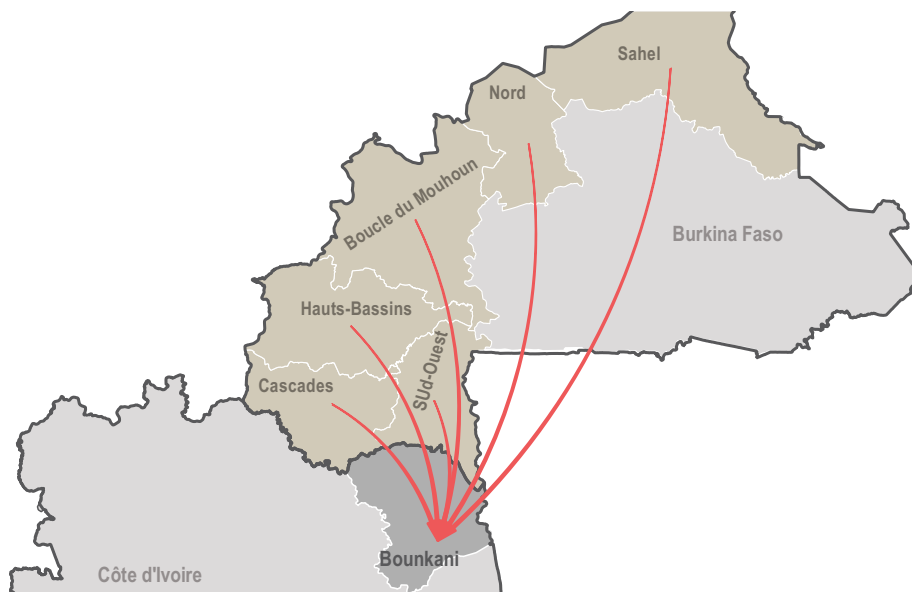 Sahel
Nord
Boucle du Mouhoun
Burkina Faso
Hauts-Bassins
SUd-Ouest
Cascades
Bounkani
Côte d'Ivoire